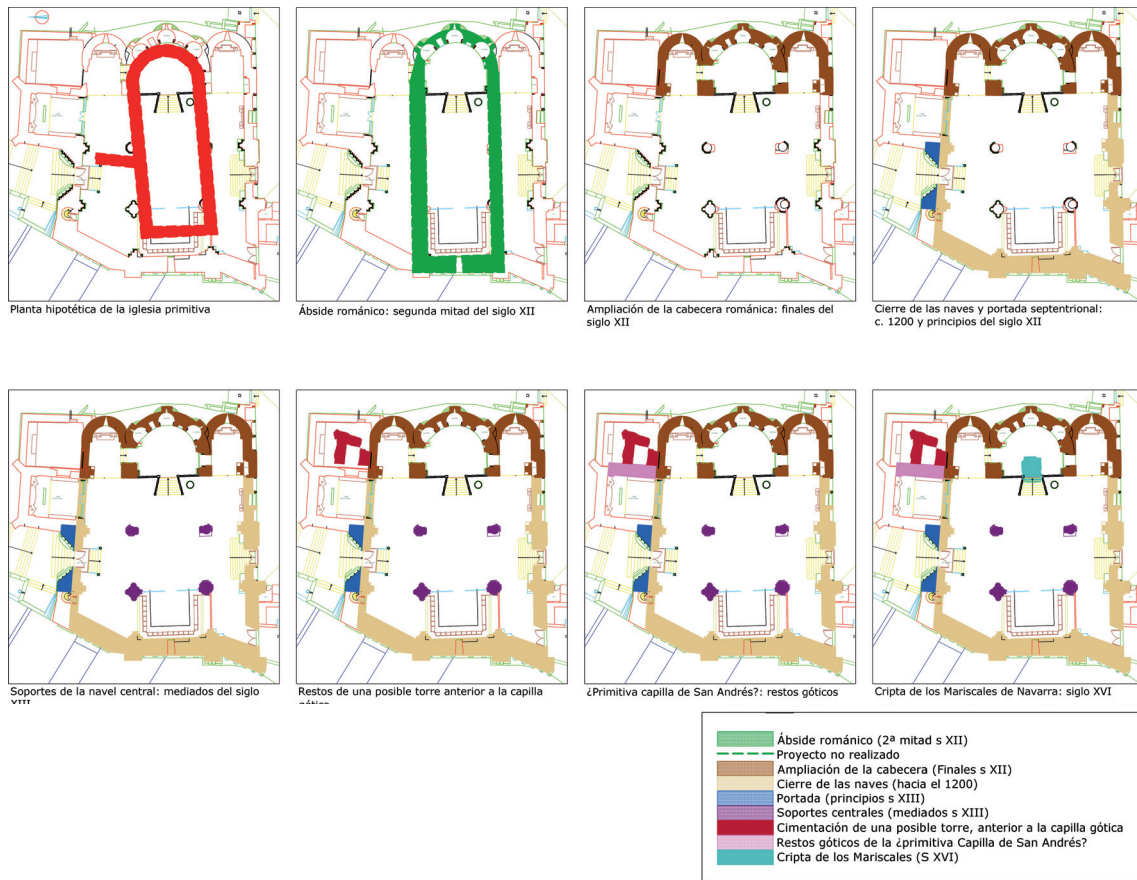 Planta hipotética de la iglesia primitiva
Ábside románico: segunda mitad del siglo XII
Ampliación de la cabecera románica: finales del
siglo XII
Cierre de las naves y portada septentrional:
c. 1200 y principios del siglo XII
Soportes de la navel central: mediados del siglo
XIII
Restos de una posible torre anterior a la capilla
gótica
¿Primitiva capilla de San Andrés?: restos góticos
Cripta de los Mariscales de Navarra: siglo XVI
Ábside románico (2ª mitad s XII)
Proyecto no realizado
Ampliación de la cabecera (Finales s XII)
Cierre de las naves (hacia el 1200)
Portada (principios s XIII)
Soportes centrales (mediados s XIII)
Cimentación de una posible torre, anterior a la capilla gótica
Restos góticos de la ¿primitiva Capilla de San Andrés?
Cripta de los Mariscales (S XVI)